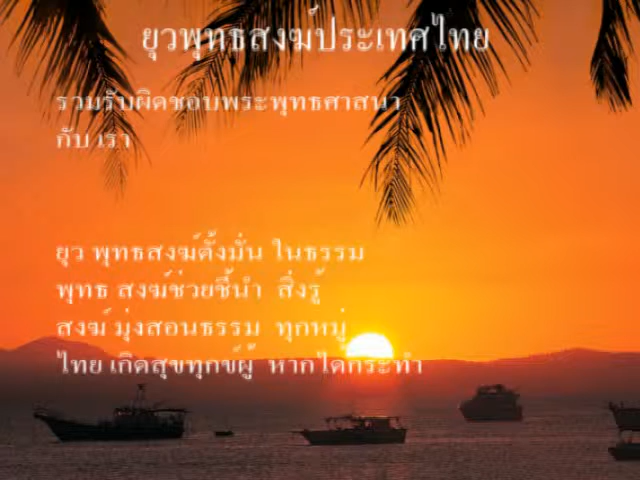 ยุวพุทธสงฆ์ประเทศไทย
รวมรับผิดชอบพระพุทธศาสนา
กับ เรา
ยุว พุทธสงฆ์ตั้งมั่น ในธรรม
พุทธ สงฆ์ช่วยชี้นำ สิ่งรู้
สงฆ์ มุ่งสอนธรรม ทุกหมู่
ไทย เกิดสุขทุกข์ผู้ หากได้กระทำ